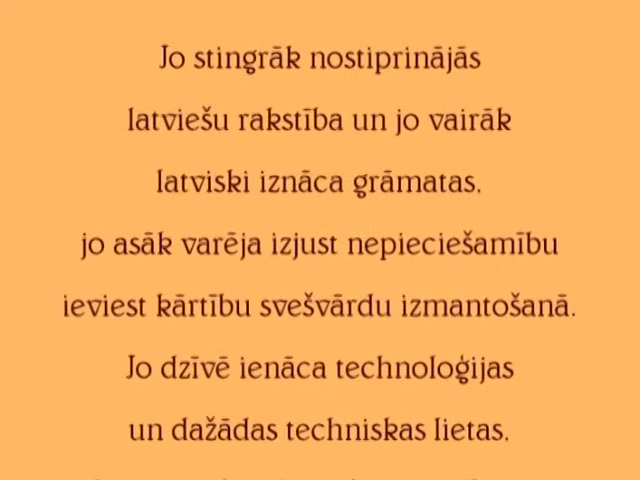 Jo stingrāk nostiprinājās
latviešu rakstība un jo vairāk
latviski iznāca grāmatas,
jo asāk varēja izjust nepieciešamību
ieviest kārtību svešvārdu izmantošanā.
Jo dzīvē ienāca technoloģijas
un dažādas techniskas lietas,